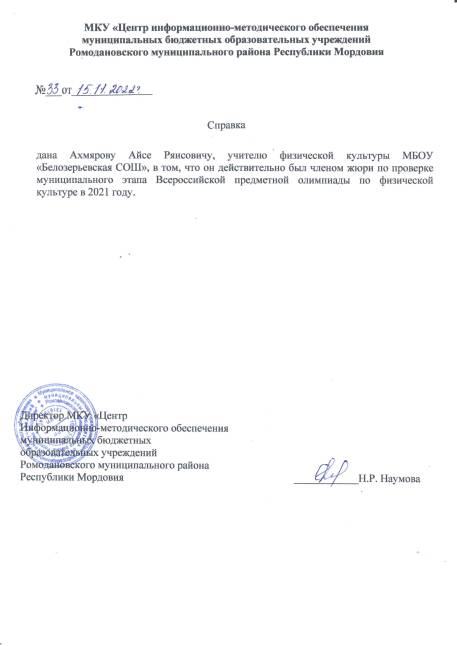 МКУ «Центр информационно-методического обеспечения
муниципальных бюджетных образовательных учреждений
Ромодановского муниципального района Республики Мордовия
№33 от 15.11.2022г
Справка
дана Ахмярову Айсе Ряисовичу, учителю физической культуры МБОУ
«Белозерьевская СОШ», в том, что он действительно был членом жюри по проверке
муниципального этапа Всероссийской предметной олимпиады по физической
культуре в 2021 году.
Директор МКУ «Центр
Информационно-методического обеспечения
муниципальных бюджетных
образовательных учреждений
Ромодановского муниципального района
Республики Мордовия
Н.Р. Наумова